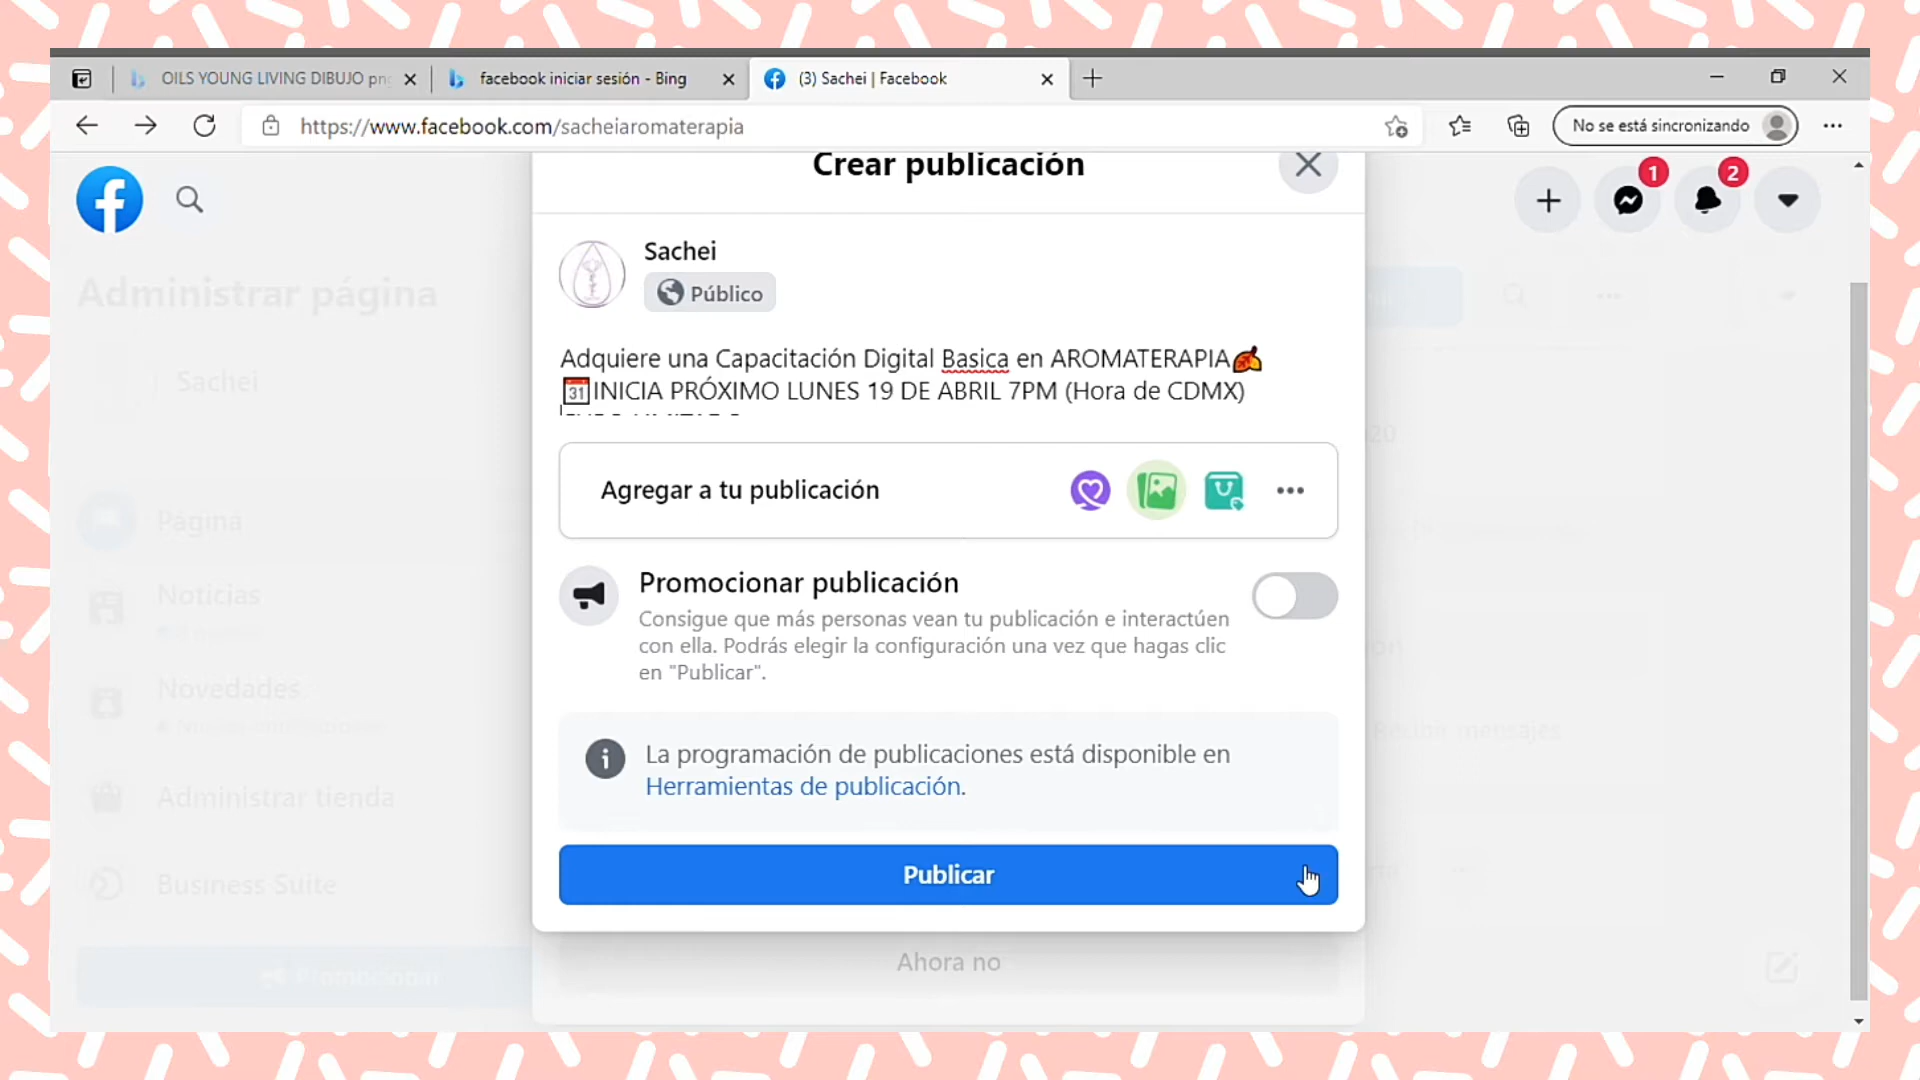 OILS YOUNG LIVING DIBUJO png
facebook iniciar sesión - Bing
(3) Sachei | Facebook
https://www.facebook.com/sacheiaromaterapia
No se está sincronizando
Crear publicación
1
2
Administrar página
Sachei
Público
Sachei
Adquiere una Capacitación Digital Basica en AROMATERAPIA🍂
📅INICIA PRÓXIMO LUNES 19 DE ABRIL 7PM (Hora de CDMX)
Agregar a tu publicación
Página
Promocionar publicación
Noticias
Consigue que más personas vean tu publicación e interactúen
con ella. Podrás elegir la configuración una vez que hagas clic
en "Publicar".
Novedades
Recibir mensajes
La programación de publicaciones está disponible en
Herramientas de publicación.
Administrar tienda
Publicar
Business Suite
Ahora no
Promocionar